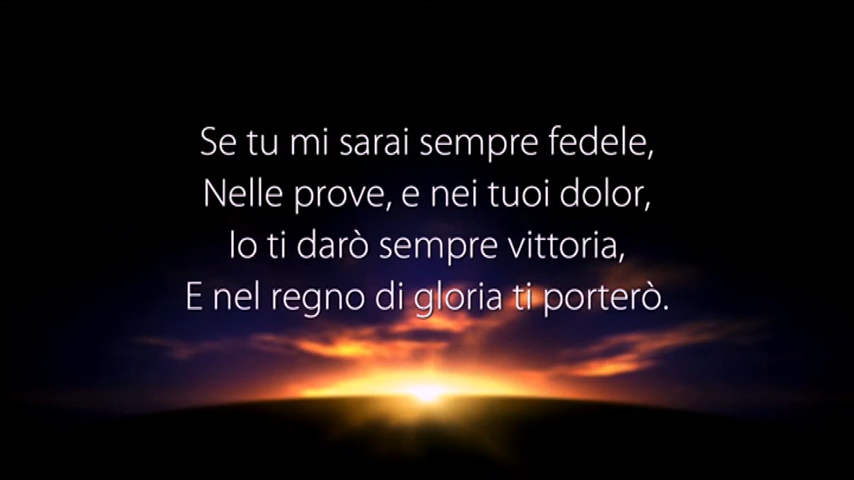 Se tu mi sarai sempre fedele,
Nelle prove, e nei tuoi dolor,
Io ti darò sempre vittoria,
E nel regno di gloria ti porterò.